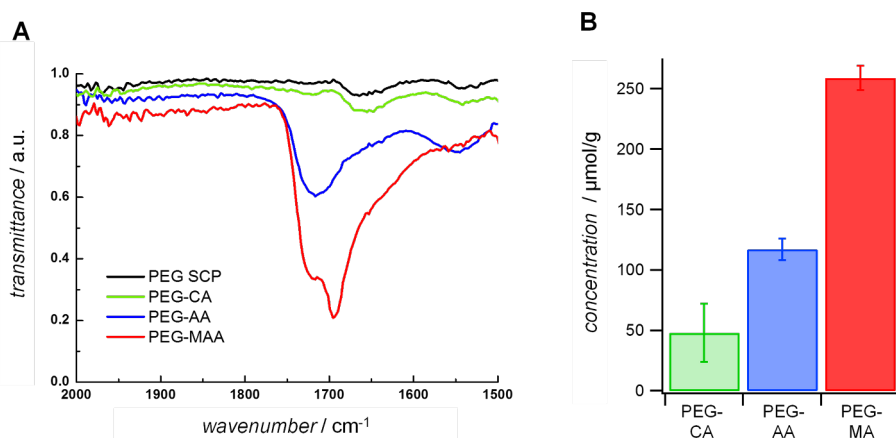 A
transmittance / a.u.
1.0
0.8
0.6
0.4
0.2
0.0
2000 1900 1800 1700 1600 1500
wavenumber / cm⁻¹
PEG SCP
PEG-CA
PEG-AA
PEG-MAA
B
concentration / µmol/g
250
200
150
100
50
0
PEG- PEG- PEG-
CA AA MA